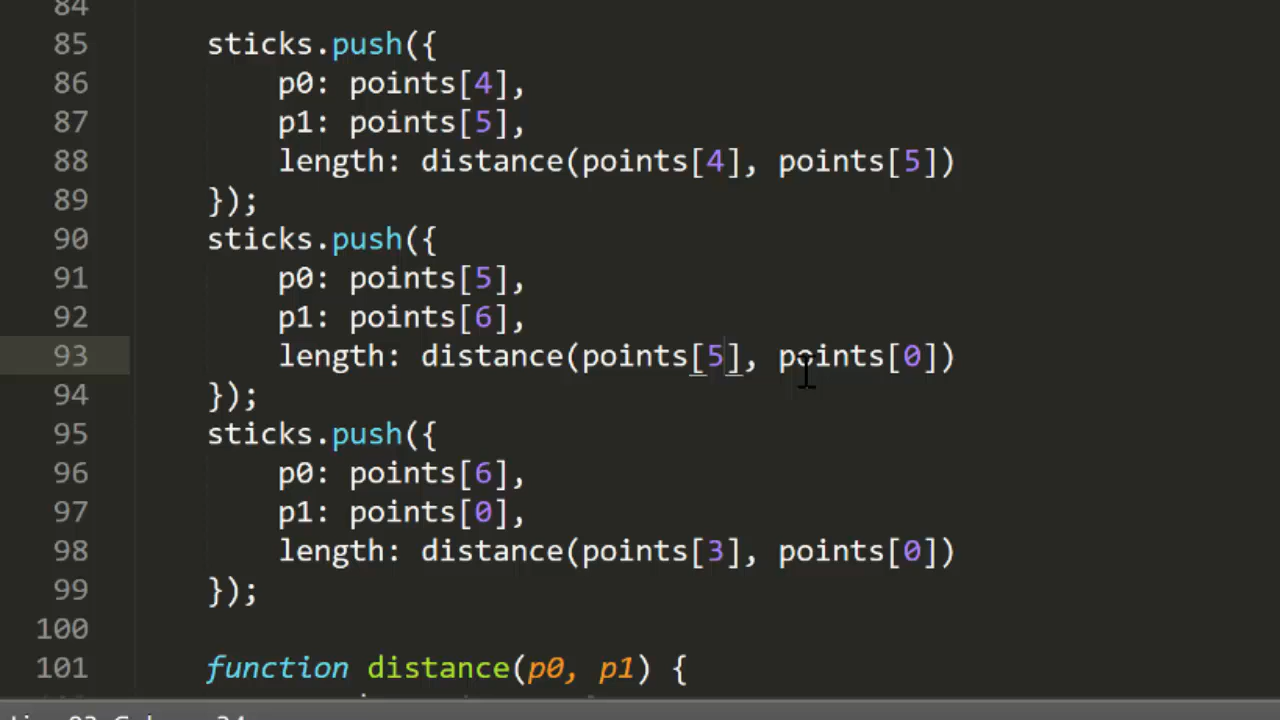 84
85 sticks.push({
86 p0: points[4],
87 p1: points[5],
88 length: distance(points[4], points[5])
89 });
90 sticks.push({
91 p0: points[5],
92 p1: points[6],
93 length: distance(points[5], points[0])
94 });
95 sticks.push({
96 p0: points[6],
97 p1: points[0],
98 length: distance(points[3], points[0])
99 });
100
101 function distance(p0, p1) {